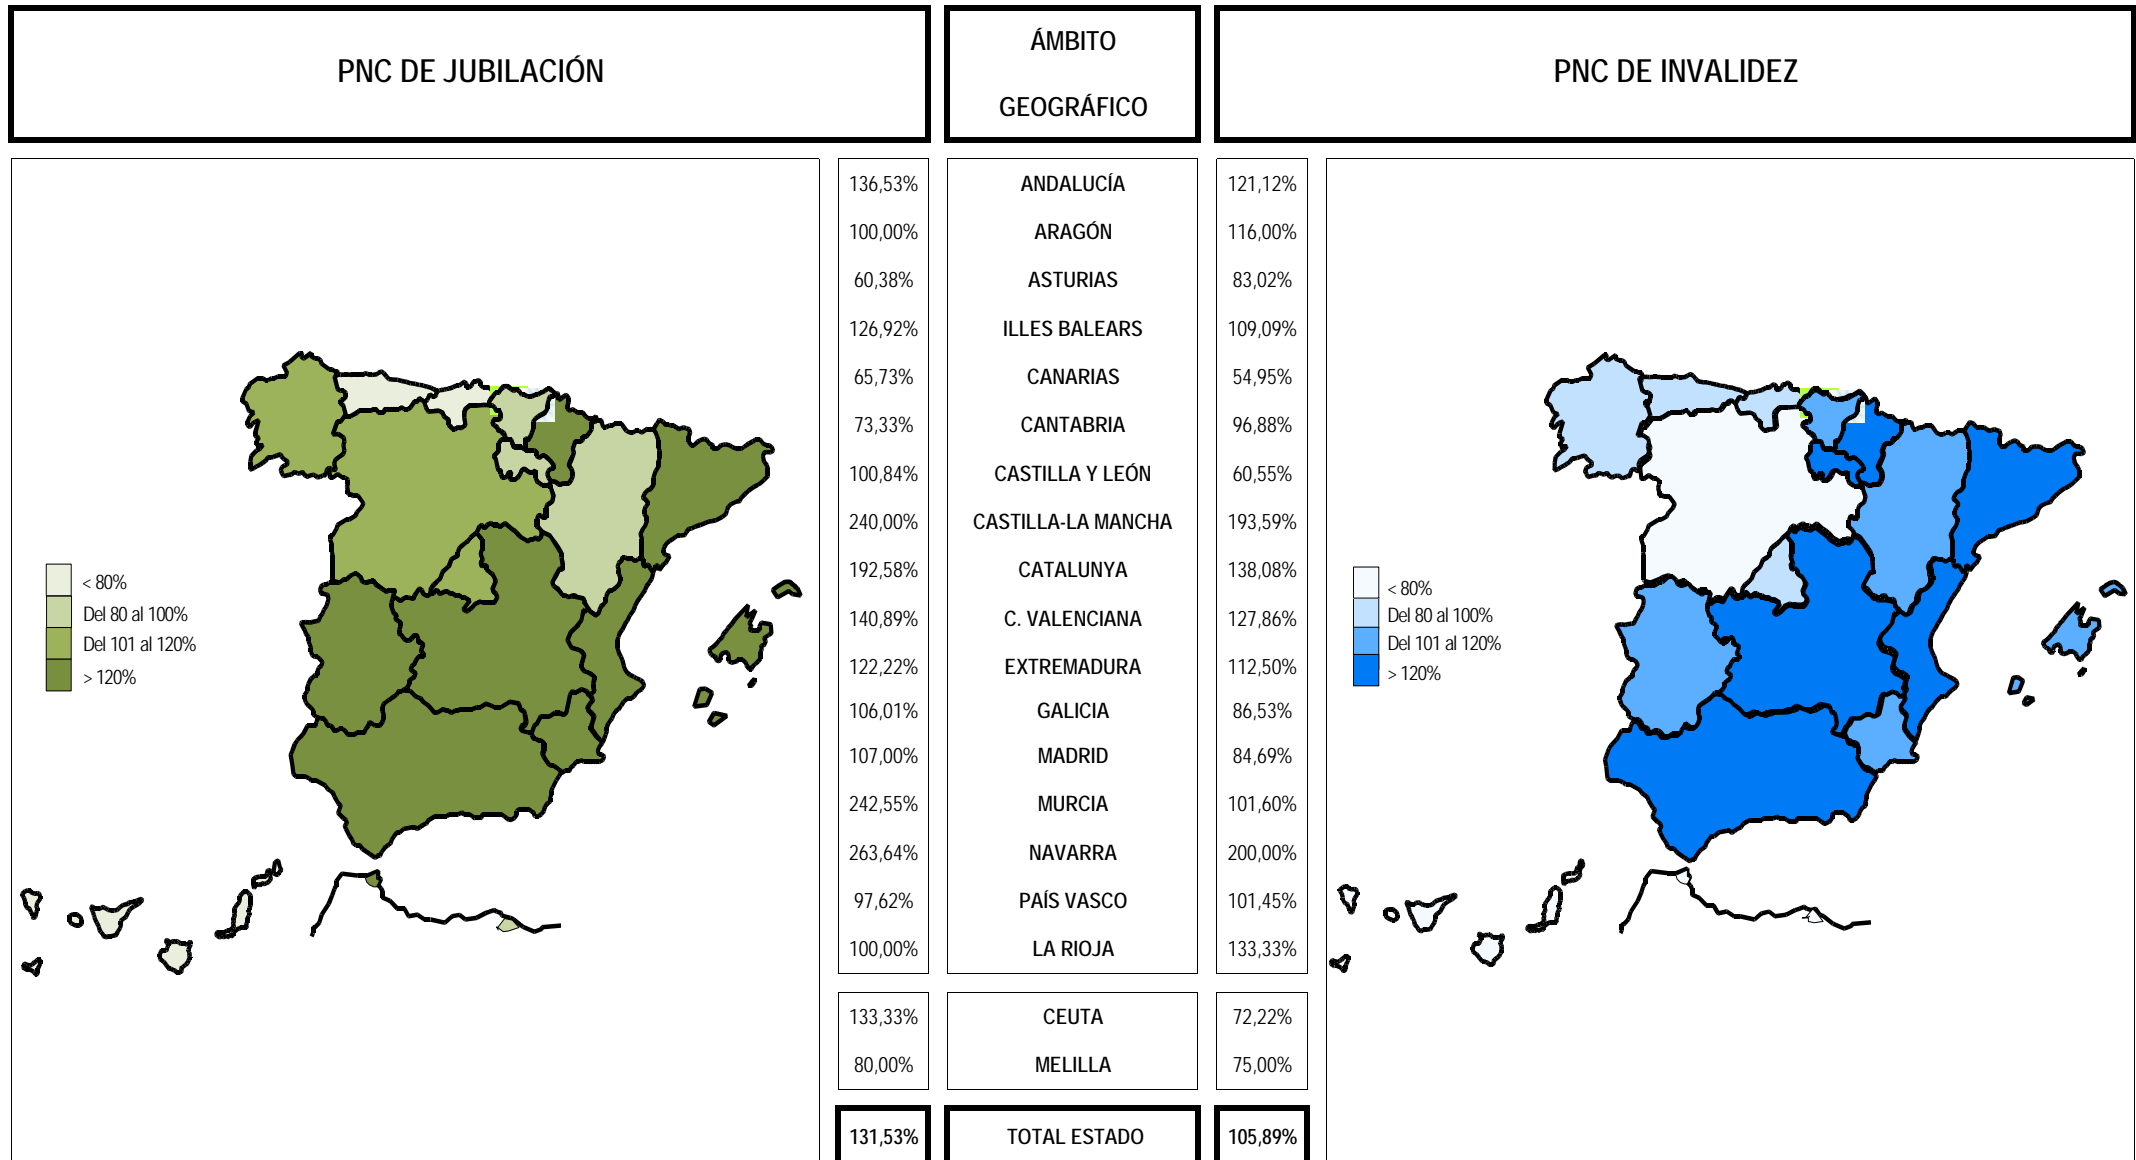 PNC DE JUBILACIÓN
ÁMBITO
GEOGRÁFICO
PNC DE INVALIDEZ
136,53% ANDALUCÍA 121,12%
100,00% ARAGÓN 116,00%
60,38% ASTURIAS 83,02%
126,92% ILLES BALEARS 109,09%
65,73% CANARIAS 54,95%
73,33% CANTABRIA 96,88%
100,84% CASTILLA Y LEÓN 60,55%
240,00% CASTILLA-LA MANCHA 193,59%
192,58% CATALUNYA 138,08%
140,89% C. VALENCIANA 127,86%
122,22% EXTREMADURA 112,50%
106,01% GALICIA 86,53%
107,00% MADRID 84,69%
242,55% MURCIA 101,60%
263,64% NAVARRA 200,00%
97,62% PAÍS VASCO 101,45%
100,00% LA RIOJA 133,33%
133,33% CEUTA 72,22%
80,00% MELILLA 75,00%
131,53% TOTAL ESTADO 105,89%
< 80%
Del 80 al 100%
Del 101 al 120%
> 120%
< 80%
Del 80 al 100%
Del 101 al 120%
> 120%